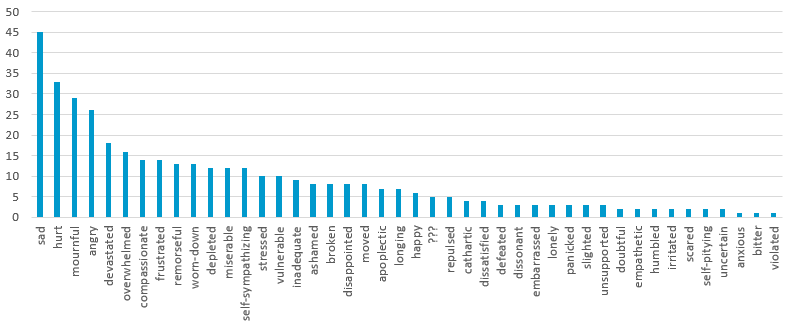 50
45
40
35
30
25
20
15
10
5
0
sad
hurt
mournful
angry
devastated
overwhelmed
compassionate
frustrated
remorseful
worn-down
depleted
miserable
self-sympathizing
stressed
vulnerable
inadequate
ashamed
broken
disappointed
moved
apoplectic
longing
happy
???
repulsed
cathartic
dissatisfied
defeated
dissonant
embarrassed
lonely
panicked
slighted
unsupported
doubtful
empathetic
humbled
irritated
scared
self-pitying
uncertain
anxious
bitter
violated